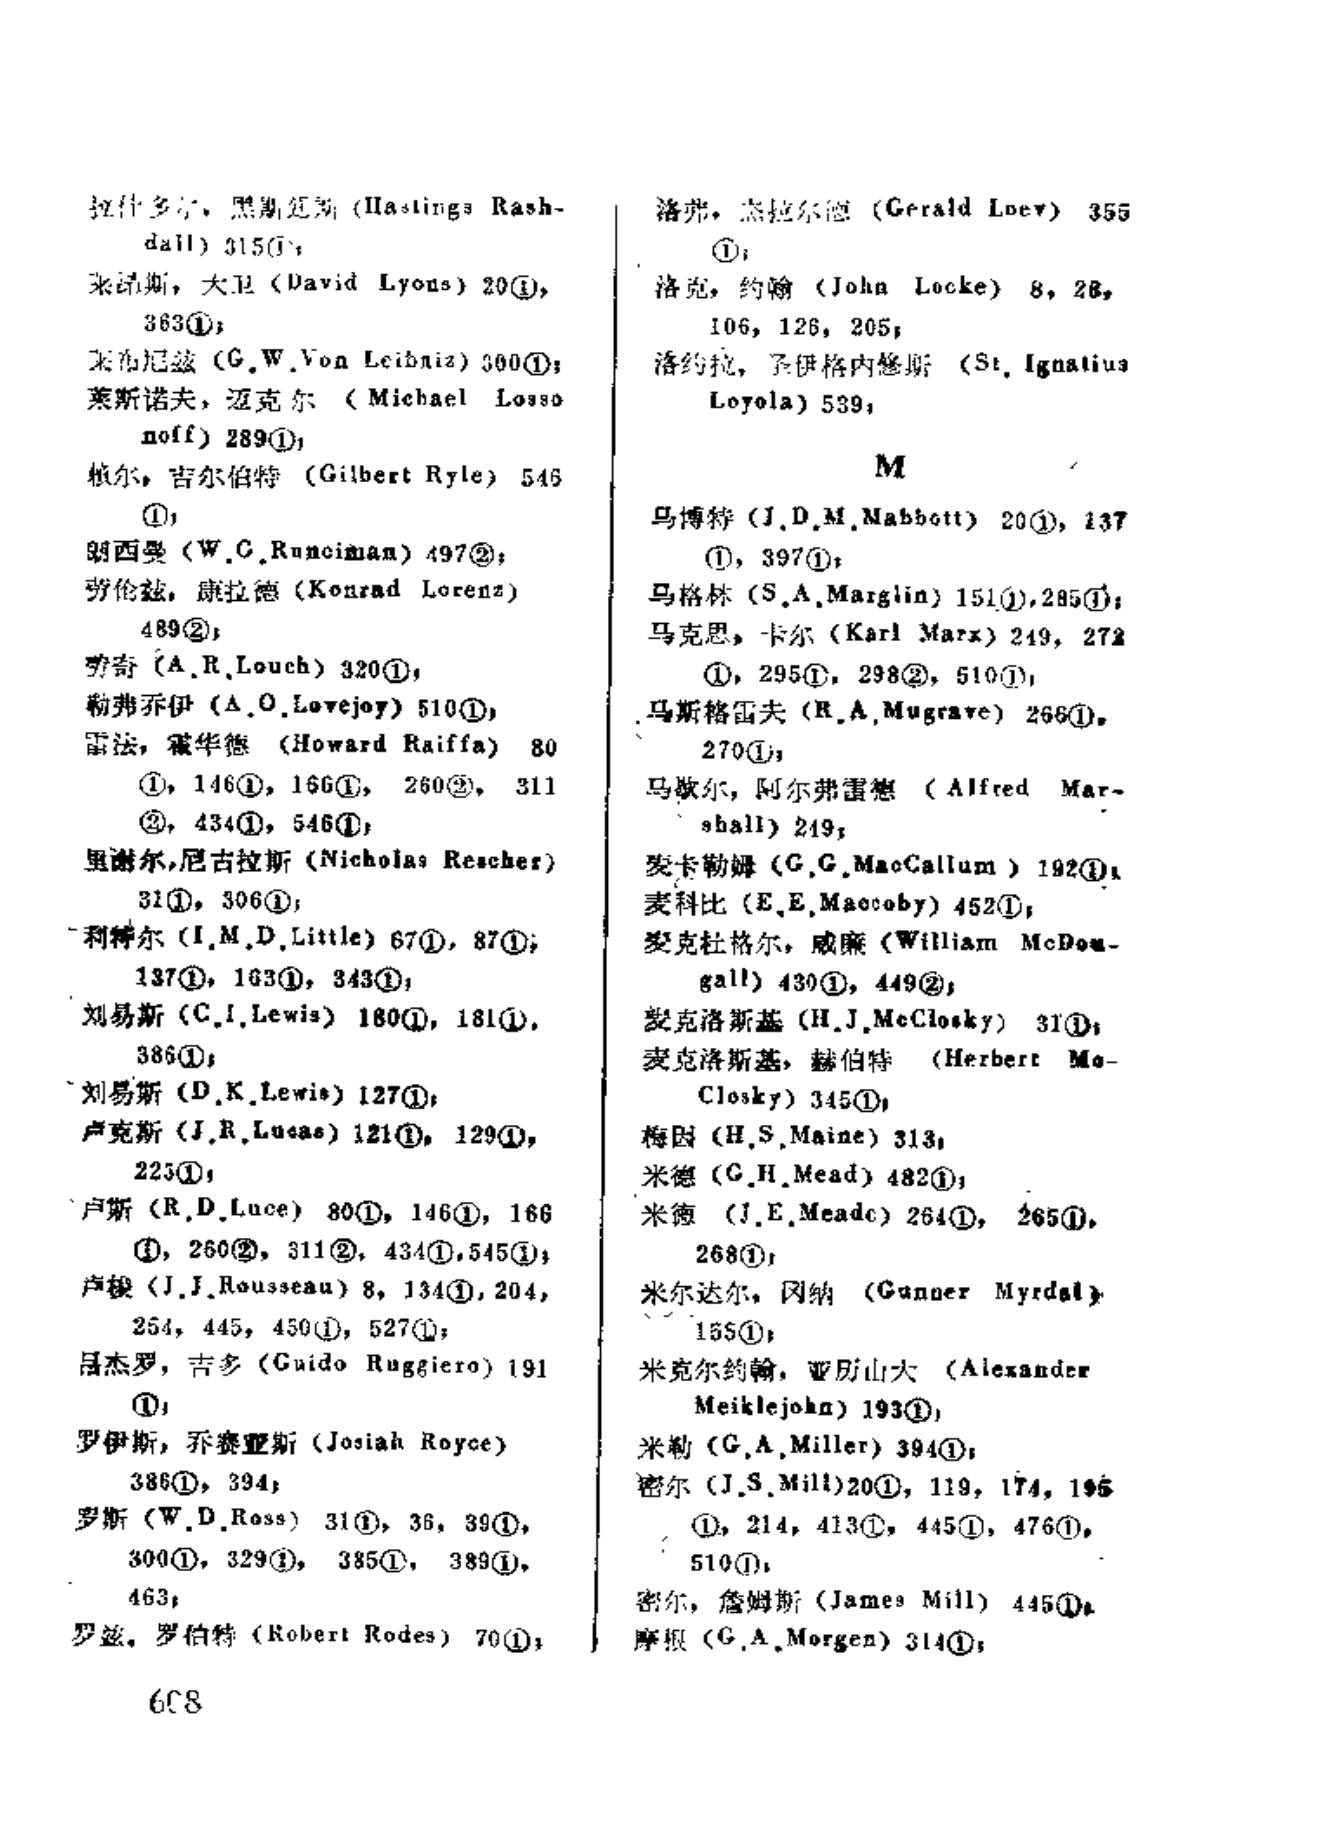 拉什多尔，黑斯廷斯 (Hastings Rash-
dall) 315①;
莱昂斯，大卫 (David Lyons) 20①,
363①;
莱布尼兹 (G.W.Von Leibniz) 300①;
莱斯诺夫，迈克尔 (Michael Losso
noff) 289①;
赖尔，吉尔伯特 (Gilbert Ryle) 546
①;
朗西曼 (W.G.Runciman) 497②;
劳伦兹，康拉德 (Konrad Lorenz)
489②;
劳奇 (A.R.Louch) 320①;
勒弗乔伊 (A.O.Lovejoy) 510①;
雷法，霍华德 (Howard Raiffa) 80
①, 146①, 166①, 260②, 311
②, 434①, 546①;
里谢尔,尼古拉斯 (Nicholas Rescher)
31①, 306①;
利特尔 (I.M.D.Little) 67①, 87①;
137①, 163①, 343①;
刘易斯 (C.I.Lewis) 180①, 181①,
386①;
刘易斯 (D.K.Lewis) 127①;
卢克斯 (J.R.Lucas) 121①, 129①,
225①;
卢斯 (R.D.Luce) 80①, 146①, 166
①, 260②, 311②, 434①,545①;
卢梭 (J.J.Rousseau) 8, 134①, 204,
254, 445, 450①, 527①;
吕杰罗，吉多 (Guido Ruggiero) 191
①;
罗伊斯，乔赛亚斯 (Josiah Royce)
386①, 394;
罗斯 (W.D.Ross) 31①, 36, 39①,
300①, 329①, 385①, 389①,
463;
罗兹，罗伯特 (Robert Rodes) 70①;
洛弗，杰拉尔德 (Gerald Loev) 355
①;
洛克，约翰 (John Locke) 8, 28,
106, 126, 205;
洛约拉，圣伊格内修斯 (St. Ignatius
Loyola) 539;
M
马博特 (J.D.M.Mabbott) 20①, 137
①, 397①;
马格林 (S.A.Marglin) 151①,285①;
马克思，卡尔 (Karl Marx) 249, 272
①, 295①, 298②, 510①;
马斯格雷夫 (R.A.Mugrave) 266①,
270①;
马歇尔，阿尔弗雷德 (Alfred Mar-
shall) 249;
麦卡勒姆 (G.G.MacCallum) 192①;
麦科比 (E.E.Maccoby) 452①;
麦克杜格尔，威廉 (William McDou-
gall) 430①, 449②;
麦克洛斯基 (H.J.McClosky) 31①;
麦克洛斯基，赫伯特 (Herbert Mc-
Closky) 345①;
梅因 (H.S.Maine) 313;
米德 (G.H.Mead) 482①;
米德 (J.E.Meade) 264①, 265①,
268①;
米尔达尔，冈纳 (Gunner Myrdal)
155①;
米克尔约翰，亚历山大 (Alexander
Meiklejohn) 193①;
米勒 (G.A.Miller) 394①;
密尔 (J.S.Mill)20①, 119, 174, 195
①, 214, 413①, 445①, 476①,
510①;
密尔，詹姆斯 (James Mill) 445①;
摩根 (G.A.Morgen) 314①;
608